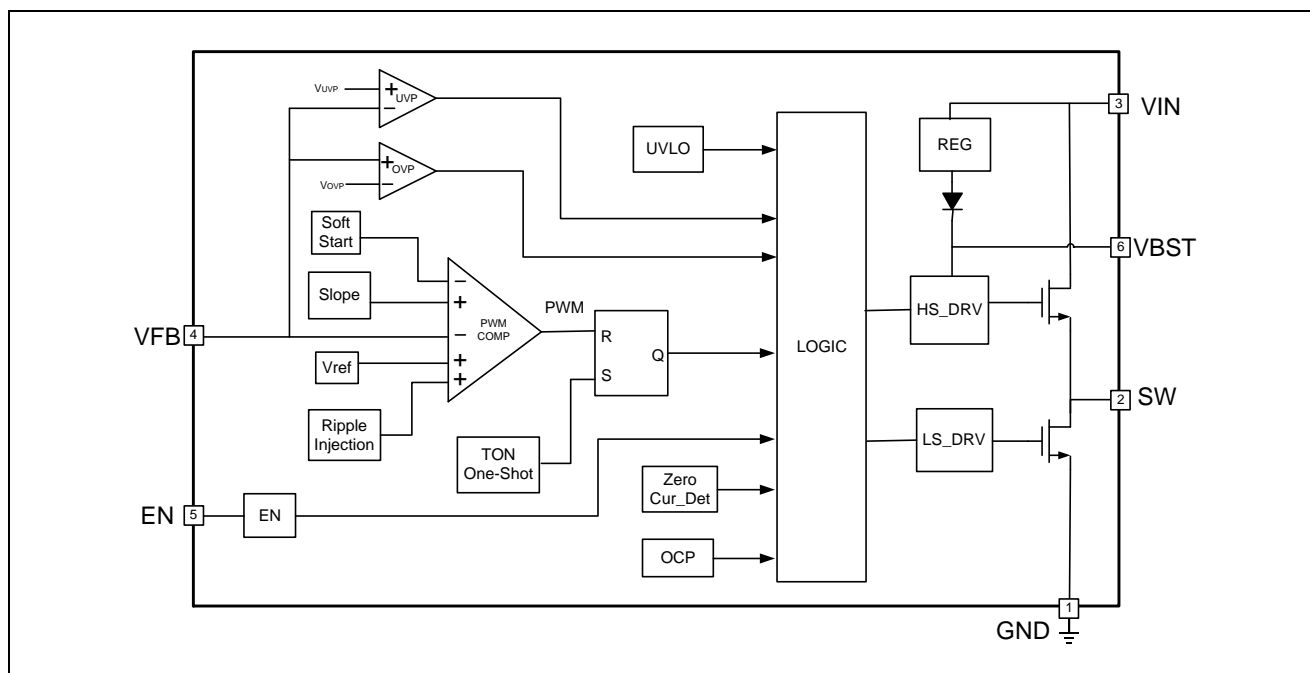 VUVP
+
−
UVP
3
VIN
UVLO
REG
+
−
OVP
VOVP
Soft
Start
6
VBST
Slope
−
+
−
+
+
PWM
COMP
PWM
HS_DRV
VFB
4
R
S
Q
LOGIC
Vref
2
SW
Ripple
Injection
TON
One-Shot
LS_DRV
Zero
Cur_Det
EN
5
EN
OCP
1
GND